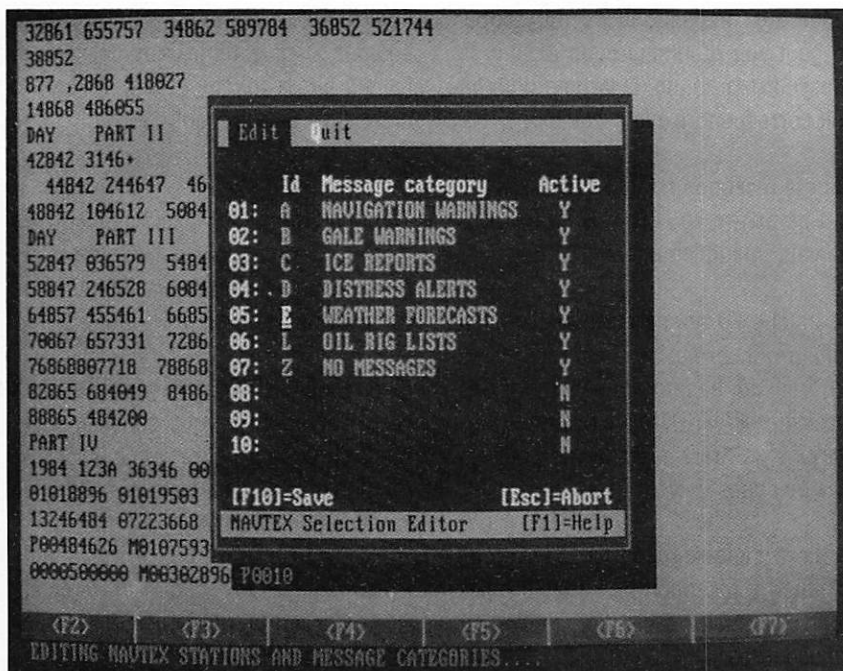 32861 655757  34862 589784  36852 521744
38852
877 ,2868 418027
14868 486055
DAY    PART II
42842 3146+
44842 244647  46
48842 104612  5084
DAY    PART III
52847 036579  5484
58847 246528  6084
64857 455461  6685
70867 657331  7286
76868807718  78868
82865 684049  8486
88865 484200
PART IV
1984 123A 36346 00
01018896 01019503
13246484 07223668
P00484626 M0107593
0000500000 M00302896 P0010
Edit  Quit
Id  Message category  Active
01:  A  NAVIGATION WARNINGS  Y
02:  B  GALE WARNINGS  Y
03:  C  ICE REPORTS  Y
04:  D  DISTRESS ALERTS  Y
05:  E  WEATHER FORECASTS  Y
06:  L  OIL RIG LISTS  Y
07:  Z  NO MESSAGES  Y
08:  N
09:  N
10:  N
[F10]=Save  [Esc]=Abort
NAVTEX Selection Editor  [F1]=Help
<F2>  <F3>  <F4>  <F5>  <F6>  <F7>
EDITING NAVTEX STATIONS AND MESSAGE CATEGORIES....